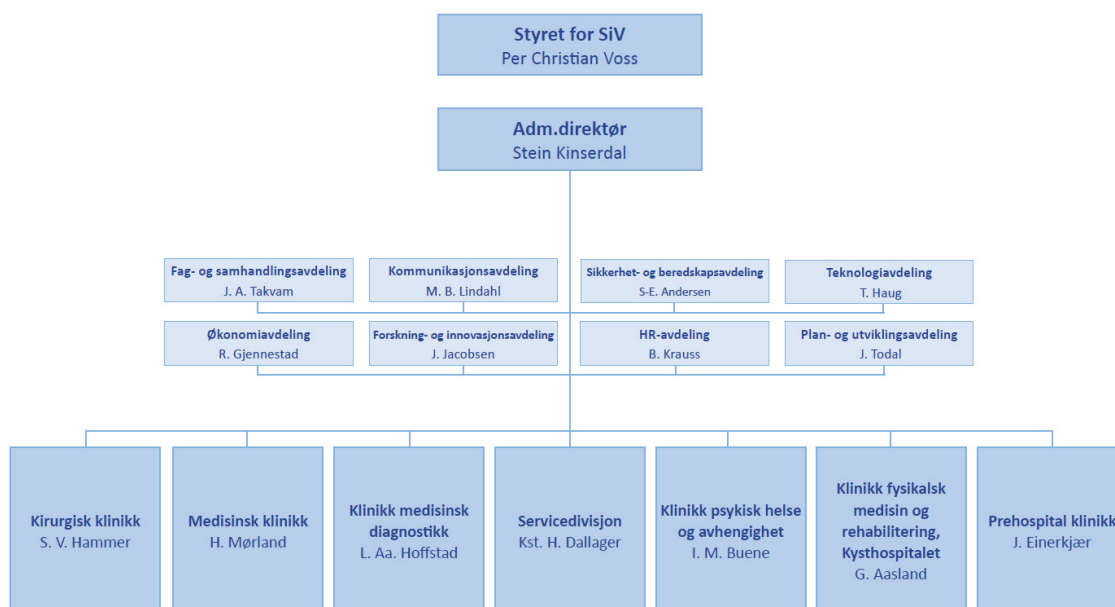 Styret for SiV
Per Christian Voss
Adm.direktør
Stein Kinserdal
Fag- og samhandlingsavdeling
J. A. Takvam
Kommunikasjonsavdeling
M. B. Lindahl
Sikkerhet- og beredskapsavdeling
S-E. Andersen
Teknologiavdeling
T. Haug
Økonomiavdeling
R. Gjennestad
Forskning- og innovasjonsavdeling
J. Jacobsen
HR-avdeling
B. Krauss
Plan- og utviklingsavdeling
J. Todal
Kirurgisk klinikk
S. V. Hammer
Medisinsk klinikk
H. Mørland
Klinikk medisinsk
diagnostikk
L. Aa. Hoffstad
Servicedivisjon
Kst. H. Dallager
Klinikk psykisk helse
og avhengighet
I. M. Buene
Klinikk fysikalsk
medisin og
rehabilitering,
Kysthospitalet
G. Aasland
Prehospital klinikk
J. Einerkjær